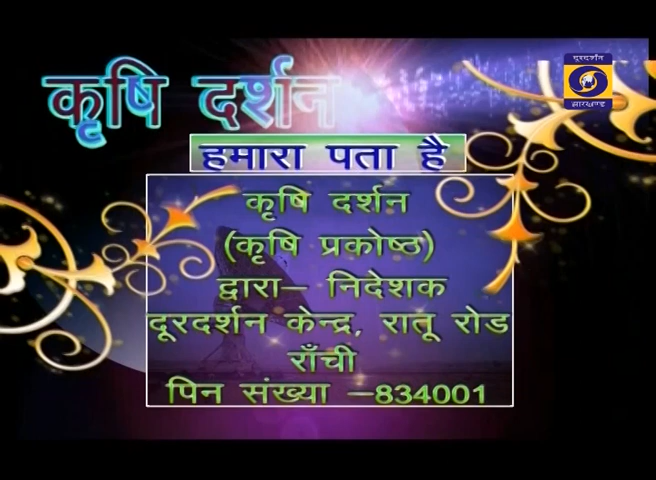 कृषि दर्शन
दूरदर्शन
झारखण्ड
हमारा पता है
कृषि दर्शन
(कृषि प्रकोष्ठ)
द्वारा– निदेशक
दूरदर्शन केन्द्र, रातू रोड
राँची
पिन संख्या –834001